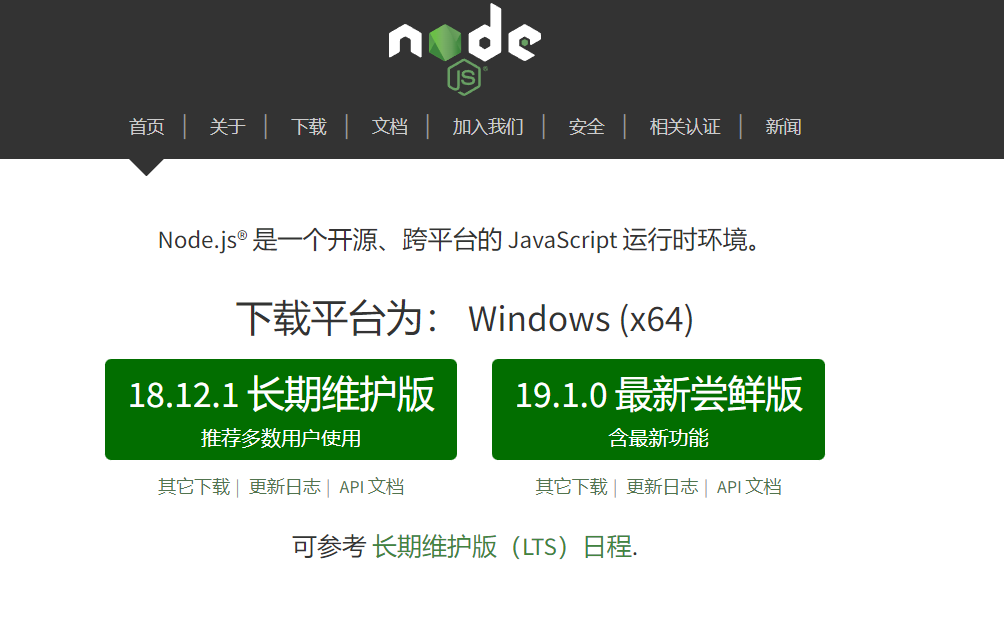 node
JS®
首页 | 关于 | 下载 | 文档 | 加入我们 | 安全 | 相关认证 | 新闻
Node.js® 是一个开源、跨平台的 JavaScript 运行时环境。
下载平台为： Windows (x64)
18.12.1 长期维护版
推荐多数用户使用
其它下载 | 更新日志 | API 文档
19.1.0 最新尝鲜版
含最新功能
其它下载 | 更新日志 | API 文档
可参考 长期维护版（LTS）日程.